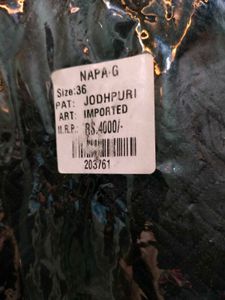 NAPA-G
Size:36
PAT: JODHPURI
ART: IMPORTED
M.R.P.: RS.4000/-
203761